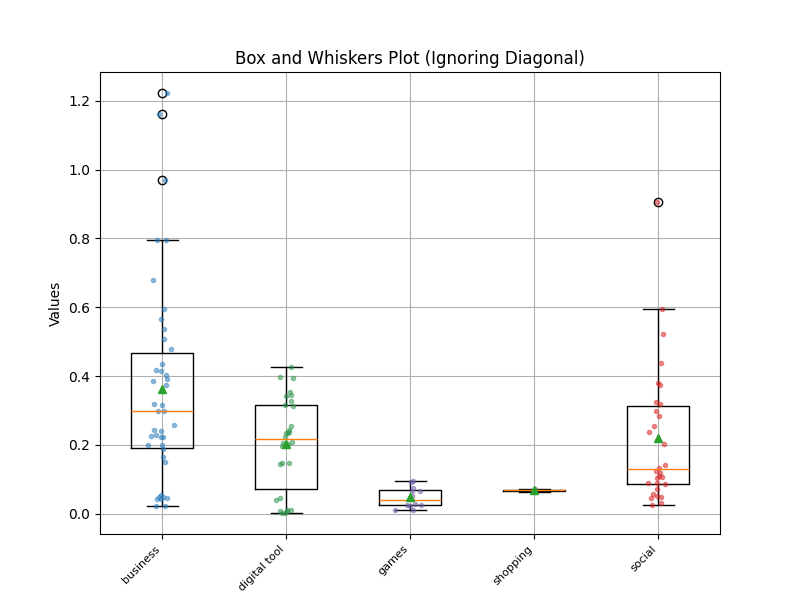 Box and Whiskers Plot (Ignoring Diagonal)
Values
1.2
1.0
0.8
0.6
0.4
0.2
0.0
business
digital tool
games
shopping
social